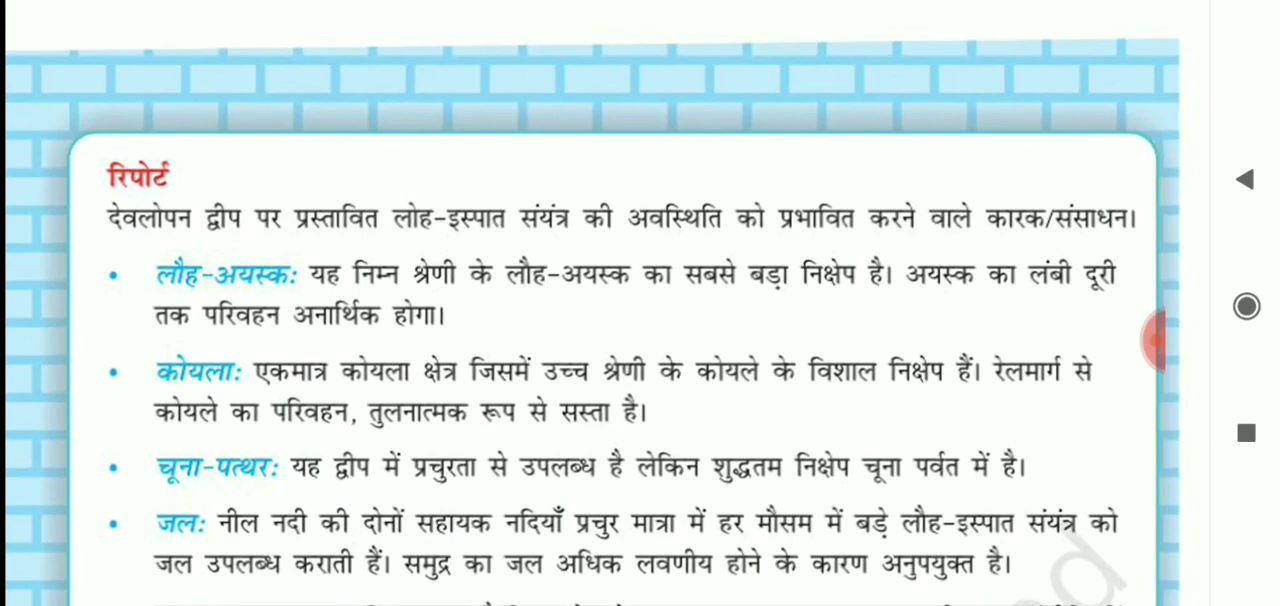 रिपोर्ट
देवलोपन द्वीप पर प्रस्तावित लोह-इस्पात संयंत्र की अवस्थिति को प्रभावित करने वाले कारक/संसाधन।
• लौह-अयस्क: यह निम्न श्रेणी के लौह-अयस्क का सबसे बड़ा निक्षेप है। अयस्क का लंबी दूरी
तक परिवहन अनार्थिक होगा।
• कोयला: एकमात्र कोयला क्षेत्र जिसमें उच्च श्रेणी के कोयले के विशाल निक्षेप हैं। रेलमार्ग से
कोयले का परिवहन, तुलनात्मक रूप से सस्ता है।
• चूना-पत्थर: यह द्वीप में प्रचुरता से उपलब्ध है लेकिन शुद्धतम निक्षेप चूना पर्वत में है।
• जल: नील नदी की दोनों सहायक नदियाँ प्रचुर मात्रा में हर मौसम में बड़े लौह-इस्पात संयंत्र को
जल उपलब्ध कराती हैं। समुद्र का जल अधिक लवणीय होने के कारण अनुपयुक्त है।